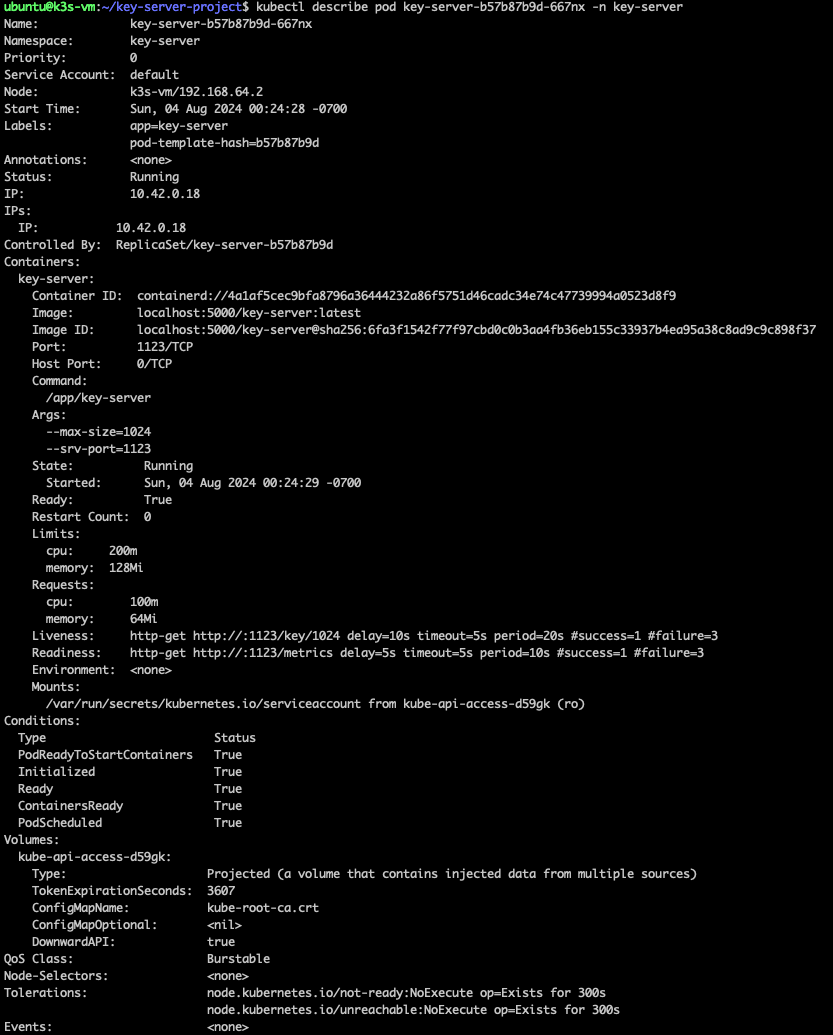 ubuntu@k3s-vm:~/key-server-project$ kubectl describe pod key-server-b57b87b9d-667nx -n key-server
Name:             key-server-b57b87b9d-667nx
Namespace:        key-server
Priority:         0
Service Account:  default
Node:             k3s-vm/192.168.64.2
Start Time:       Sun, 04 Aug 2024 00:24:28 -0700
Labels:           app=key-server
                  pod-template-hash=b57b87b9d
Annotations:      <none>
Status:           Running
IP:               10.42.0.18
IPs:
  IP:           10.42.0.18
Controlled By:  ReplicaSet/key-server-b57b87b9d
Containers:
  key-server:
    Container ID:  containerd://4a1af5cec9bfa8796a36444232a86f5751d46cadc34e74c47739994a0523d8f9
    Image:         localhost:5000/key-server:latest
    Image ID:      localhost:5000/key-server@sha256:6fa3f1542f77f97cbd0c0b3aa4fb36eb155c33937b4ea95a38c8ad9c9c898f37
    Port:          1123/TCP
    Host Port:     0/TCP
    Command:
      /app/key-server
    Args:
      --max-size=1024
      --srv-port=1123
    State:          Running
      Started:      Sun, 04 Aug 2024 00:24:29 -0700
    Ready:          True
    Restart Count:  0
    Limits:
      cpu:     200m
      memory:  128Mi
    Requests:
      cpu:        100m
      memory:     64Mi
    Liveness:     http-get http://:1123/key/1024 delay=10s timeout=5s period=20s #success=1 #failure=3
    Readiness:    http-get http://:1123/metrics delay=5s timeout=5s period=10s #success=1 #failure=3
    Environment:  <none>
    Mounts:
      /var/run/secrets/kubernetes.io/serviceaccount from kube-api-access-d59gk (ro)
Conditions:
  Type                        Status
  PodReadyToStartContainers   True
  Initialized                 True
  Ready                       True
  ContainersReady             True
  PodScheduled                True
Volumes:
  kube-api-access-d59gk:
    Type:                    Projected (a volume that contains injected data from multiple sources)
    TokenExpirationSeconds:  3607
    ConfigMapName:           kube-root-ca.crt
    ConfigMapOptional:       <nil>
    DownwardAPI:             true
QoS Class:                   Burstable
Node-Selectors:              <none>
Tolerations:                 node.kubernetes.io/not-ready:NoExecute op=Exists for 300s
                             node.kubernetes.io/unreachable:NoExecute op=Exists for 300s
Events:                      <none>